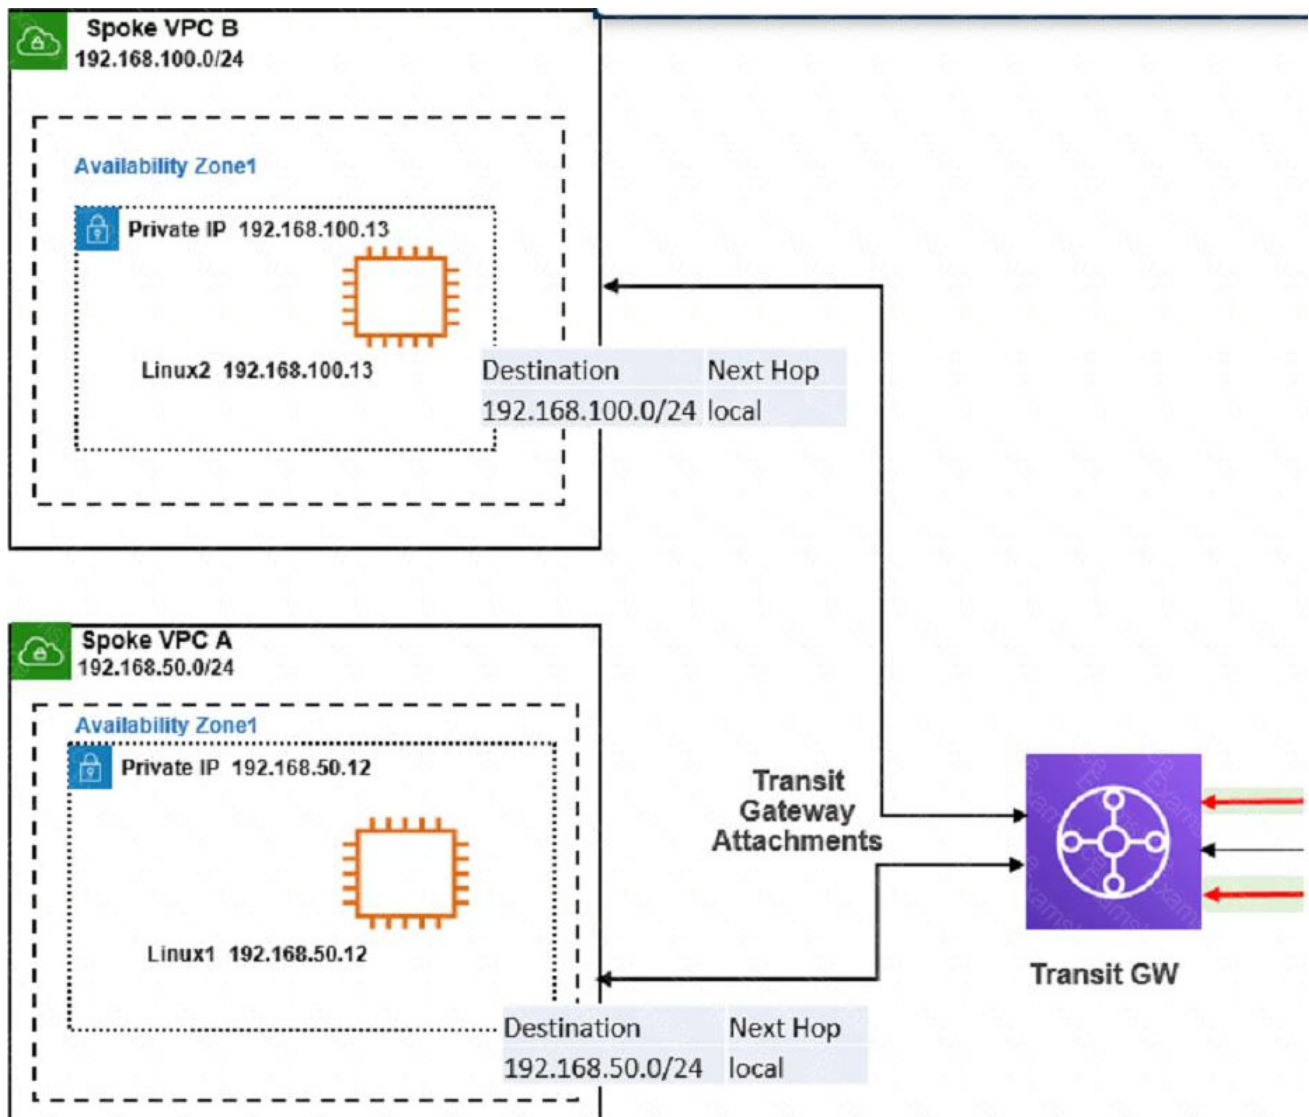 Spoke VPC B
192.168.100.0/24
Availability Zone1
Private IP 192.168.100.13
Linux2 192.168.100.13
Destination Next Hop
192.168.100.0/24 local
Spoke VPC A
192.168.50.0/24
Availability Zone1
Private IP 192.168.50.12
Linux1 192.168.50.12
Destination Next Hop
192.168.50.0/24 local
Transit
Gateway
Attachments
Transit GW